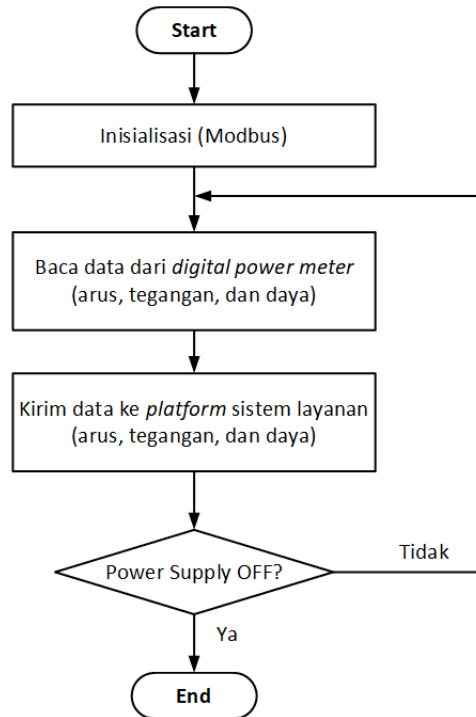 Start
Inisialisasi (Modbus)
Baca data dari digital power meter
(arus, tegangan, dan daya)
Kirim data ke platform sistem layanan
(arus, tegangan, dan daya)
Power Supply OFF?
Tidak
Ya
End